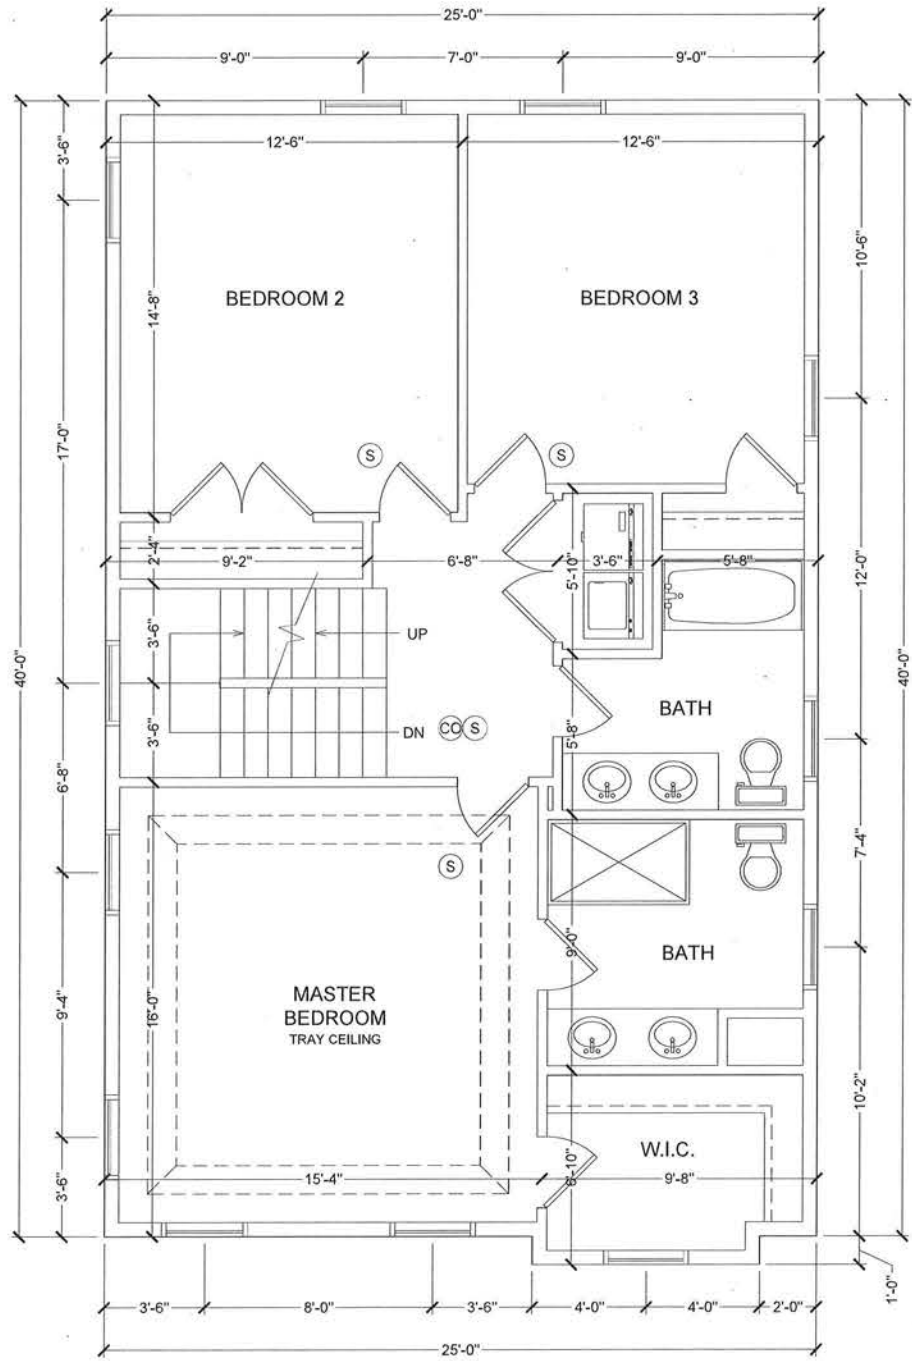 25'-0"
9'-0" 7'-0" 9'-0"
3'-6"
12'-6" 12'-6"
10'-6"
BEDROOM 2 BEDROOM 3
14'-8"
17'-0"
S S
2'-4"
9'-2" 6'-8" 5'-10" 3'-6" 5'-8"
12'-0"
3'-6"
UP
40'-0" 40'-0"
BATH
3'-6"
DN CO S
5'-8"
6'-8"
7'-4"
S
9'-0"
BATH
MASTER
BEDROOM
TRAY CEILING
16'-0"
9'-4"
10'-2"
W.I.C.
6'-10"
15'-4" 9'-8"
3'-6"
1'-0"
3'-6" 8'-0" 3'-6" 4'-0" 4'-0" 2'-0"
25'-0"